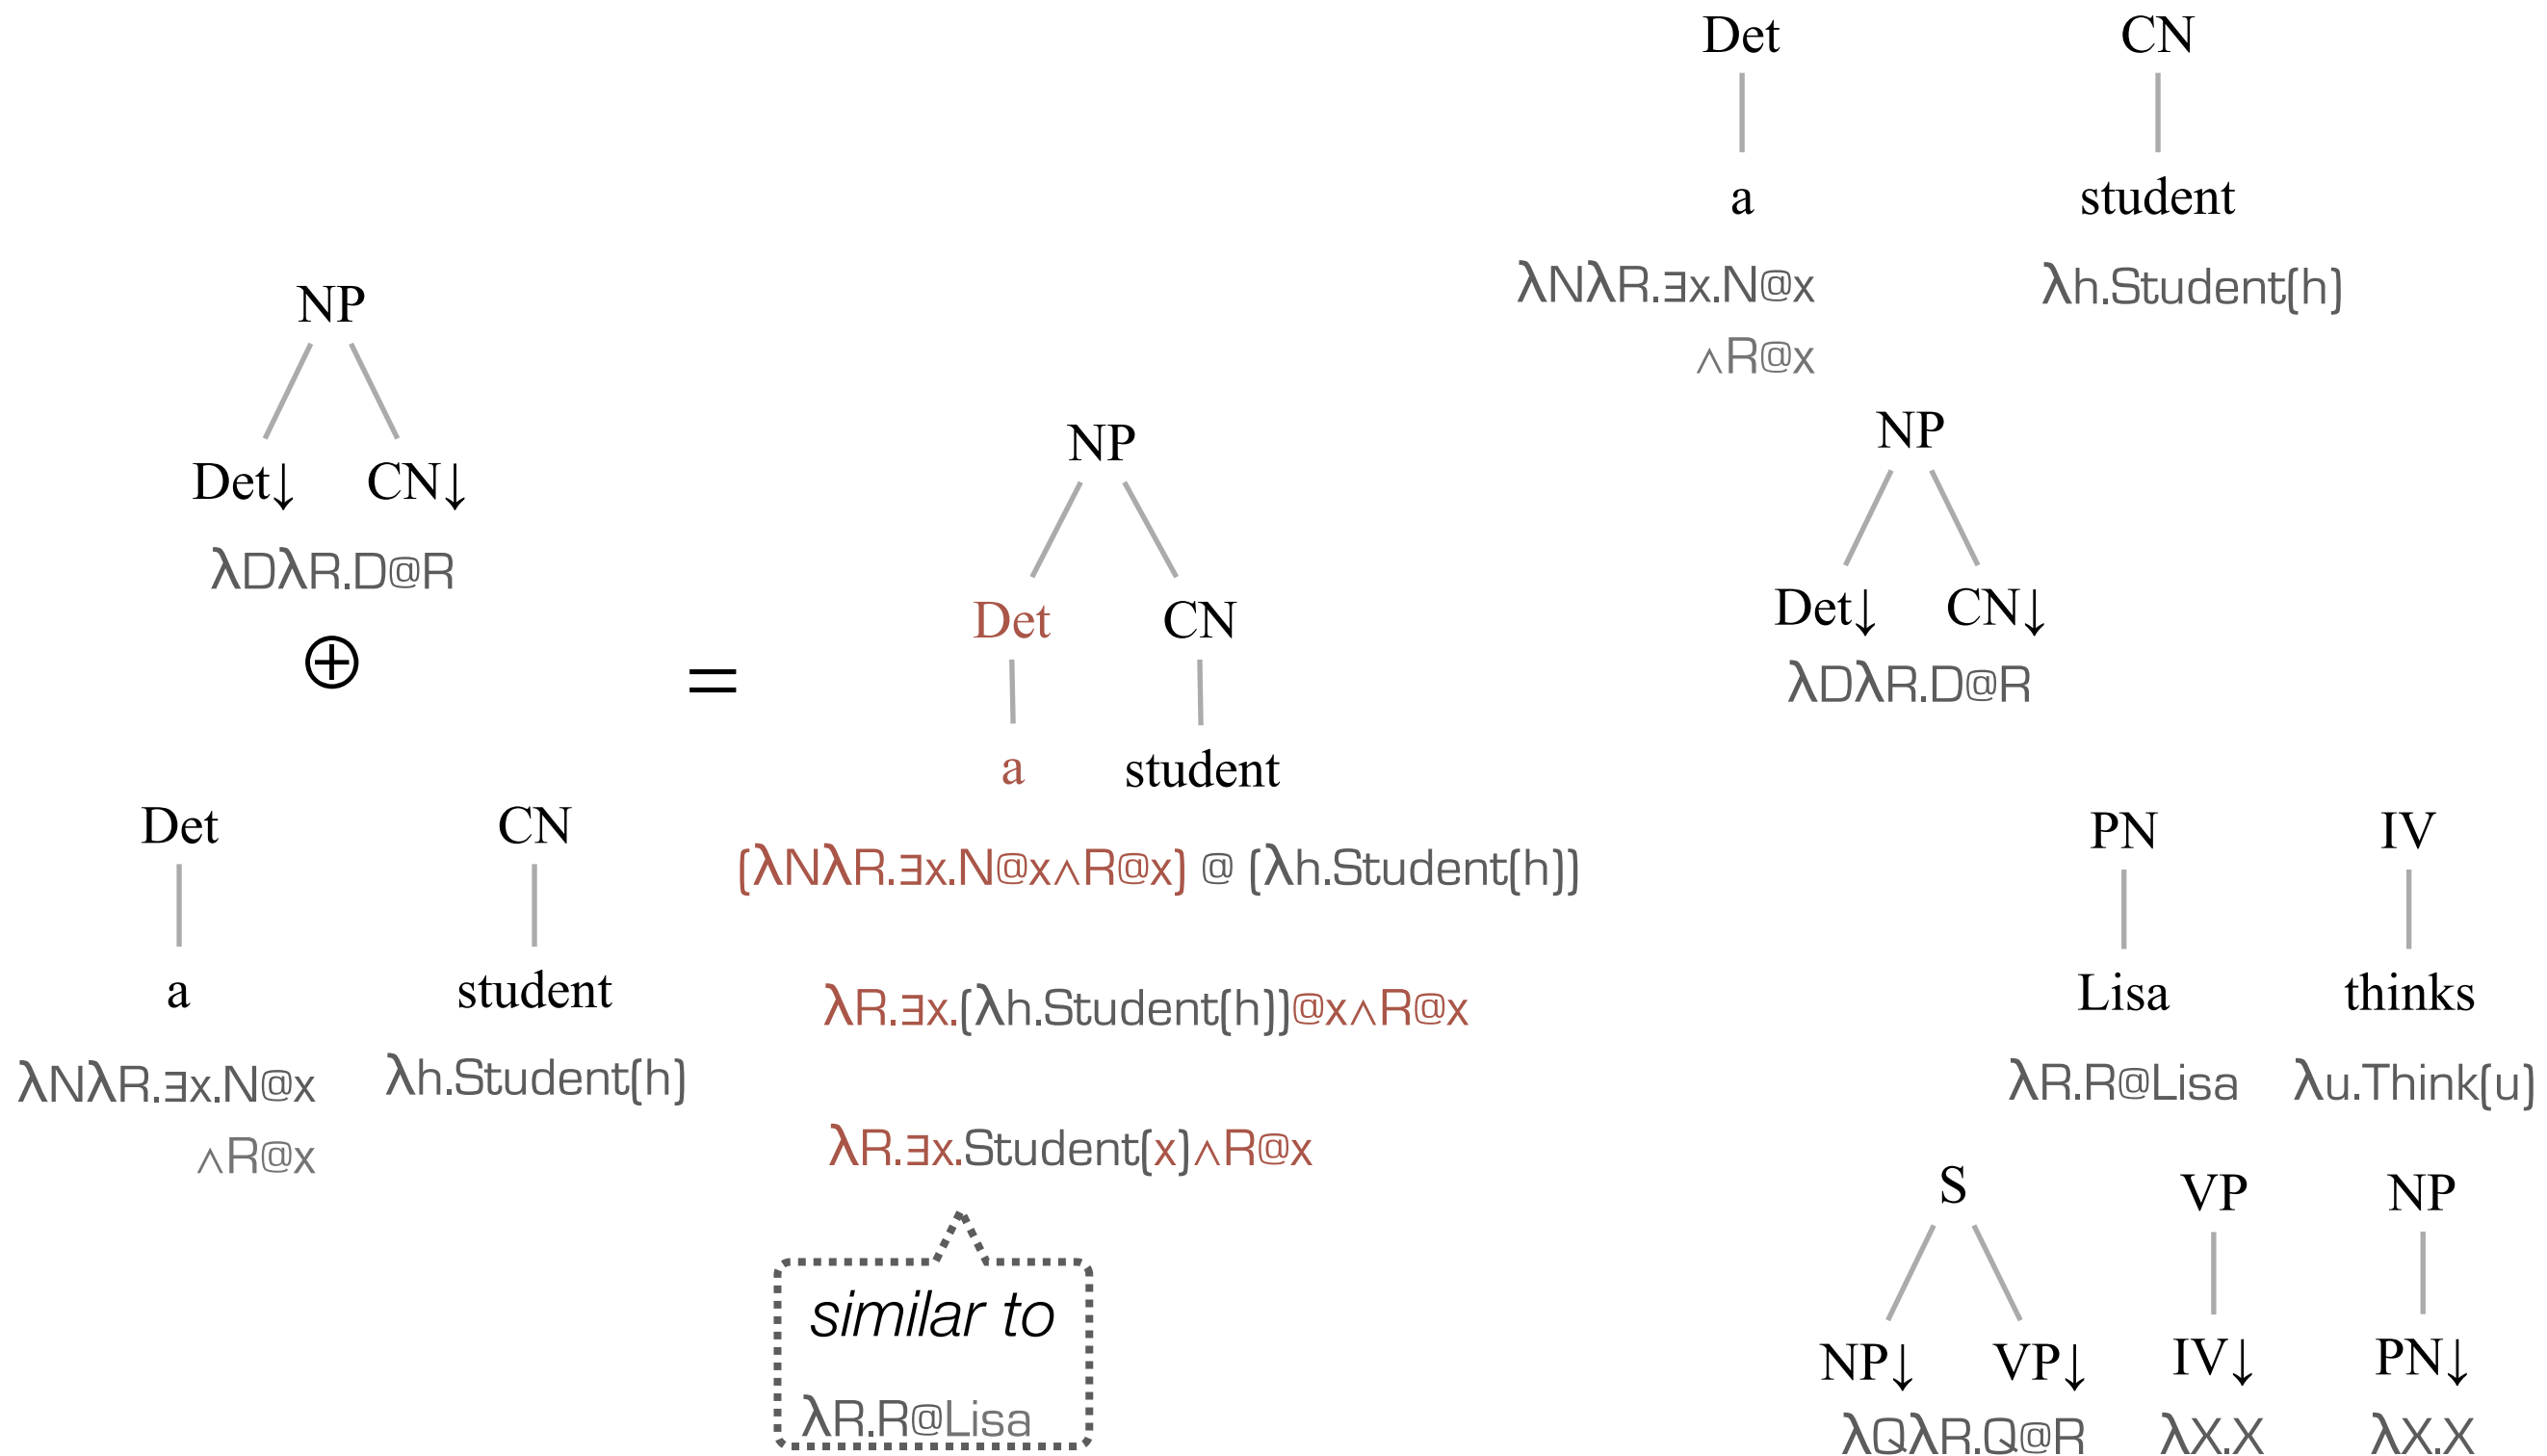 NP
Det↓ CN↓
λDλR.D@R
⊕
Det CN
a student
λNλR.∃x.N@x λh.Student(h)
∧R@x
=
NP
Det CN
a student
(λNλR.∃x.N@x∧R@x) @ (λh.Student(h))
λR.∃x.(λh.Student(h))@x∧R@x
λR.∃x.Student(x)∧R@x
similar to
λR.R@Lisa
Det CN
a student
λNλR.∃x.N@x λh.Student(h)
∧R@x
NP
Det↓ CN↓
λDλR.D@R
PN IV
Lisa thinks
λR.R@Lisa λu.Think(u)
S VP NP
NP↓ VP↓ IV↓ PN↓
λQλR.Q@R λX.X λX.X